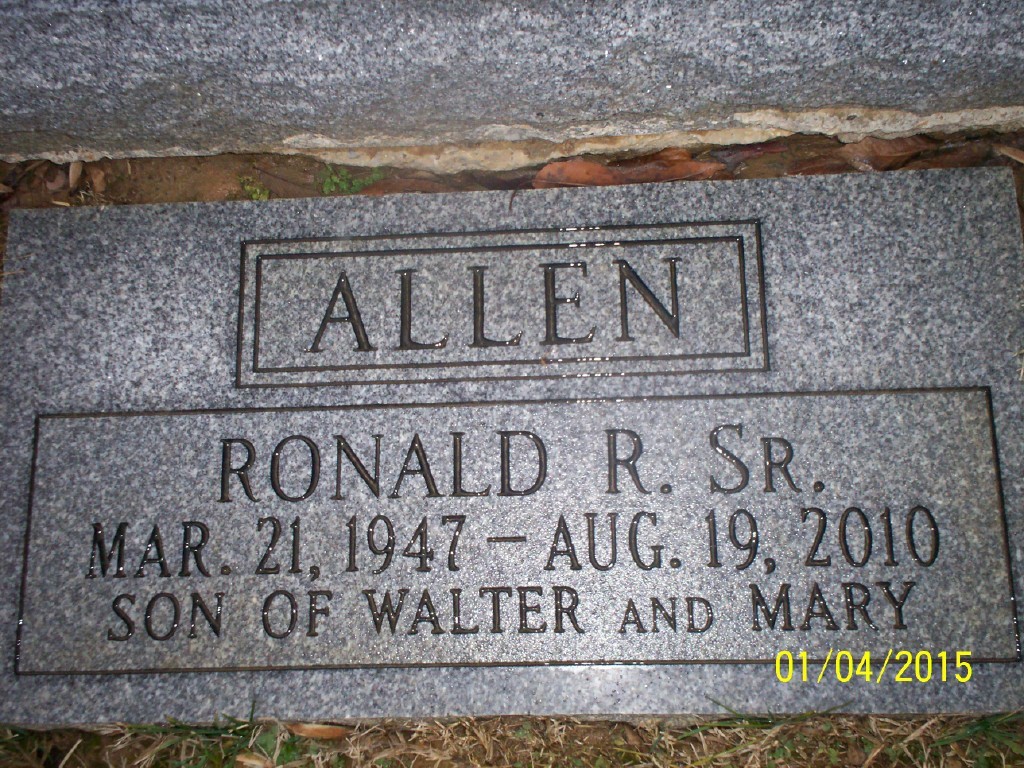 ALLEN
RONALD R. SR.
MAR. 21, 1947 – AUG. 19, 2010
SON OF WALTER AND MARY
01/04/2015